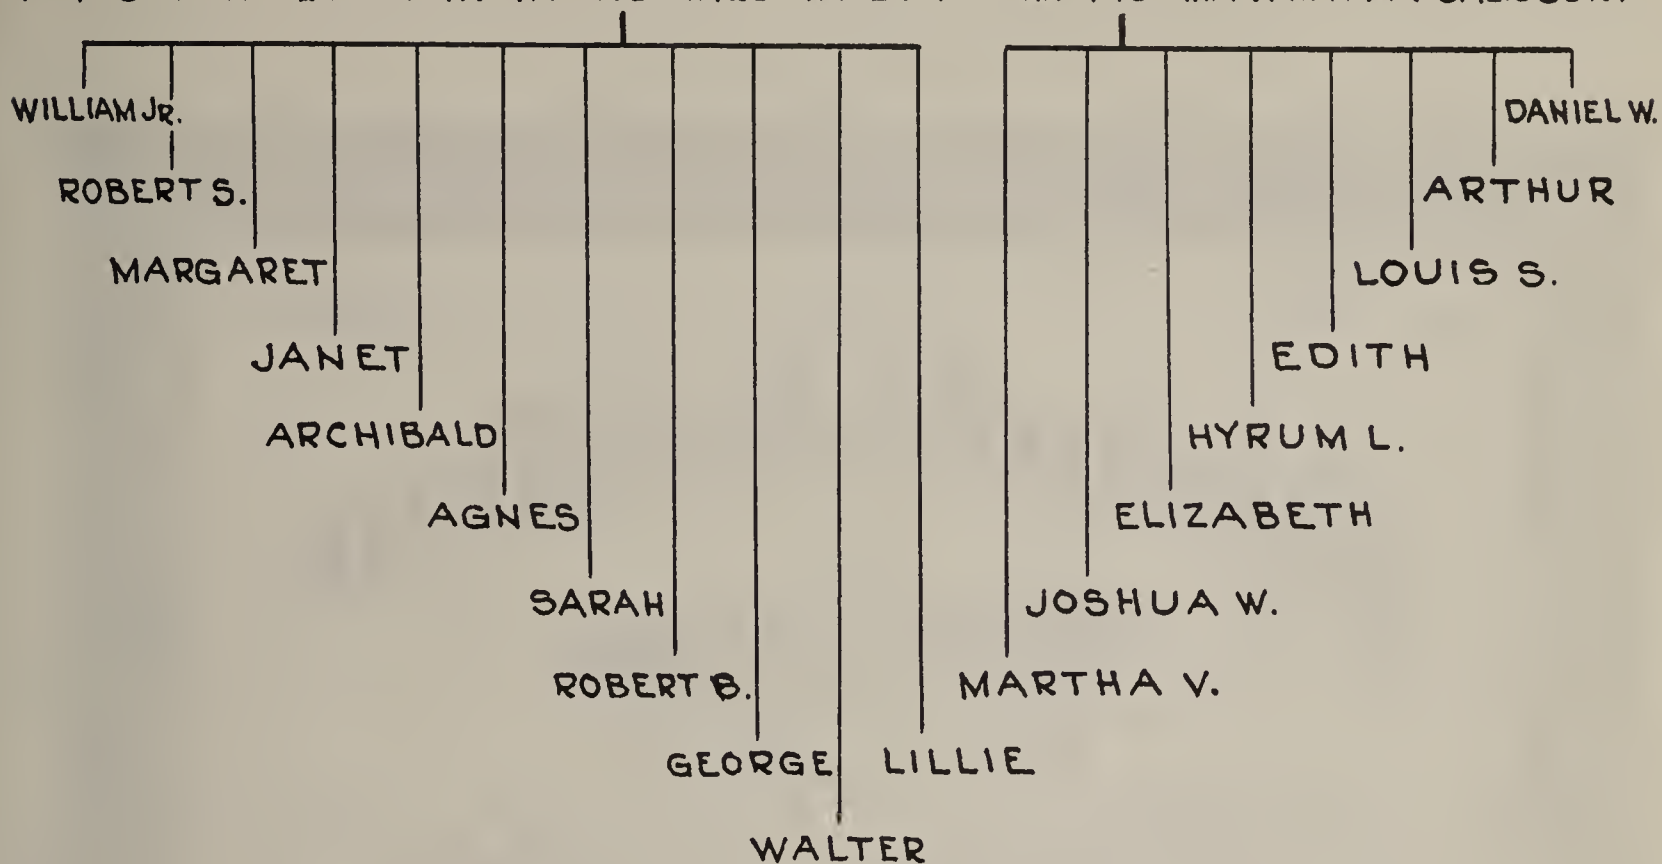 WILLIAM JR. DANIEL W.
ROBERT S. ARTHUR
MARGARET LOUIS S.
JANET EDITH
ARCHIBALD HYRUM L.
AGNES ELIZABETH
SARAH JOSHUA W.
ROBERT B. MARTHA V.
GEORGE LILLIE
WALTER